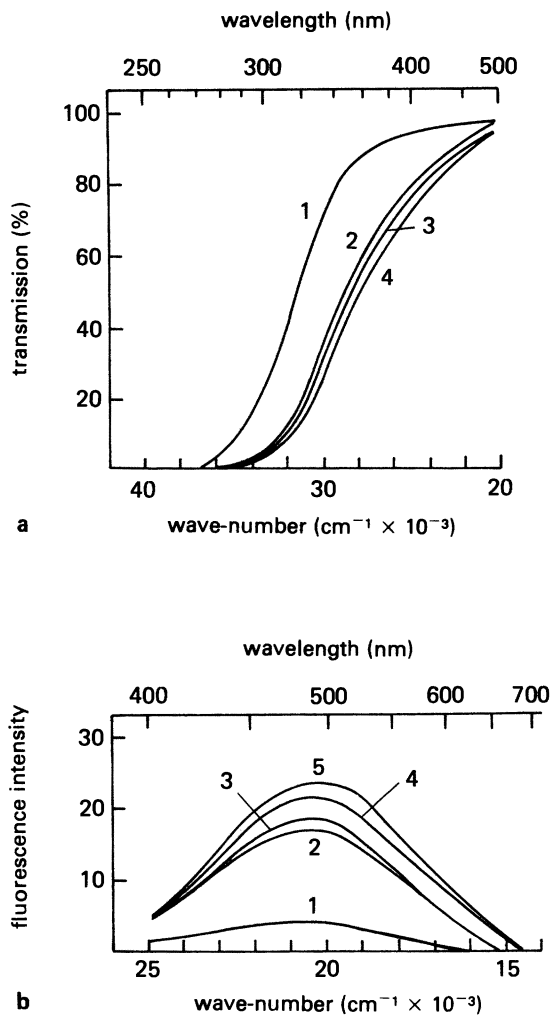 wavelength (nm)
250 300 400 500
100
80
60
40
20
transmission (%)
1
2
3
4
40 30 20
a wave-number (cm⁻¹ × 10⁻³)
wavelength (nm)
400 500 600 700
30
20
10
fluorescence intensity
3 5 4
2
1
25 20 15
b wave-number (cm⁻¹ × 10⁻³)